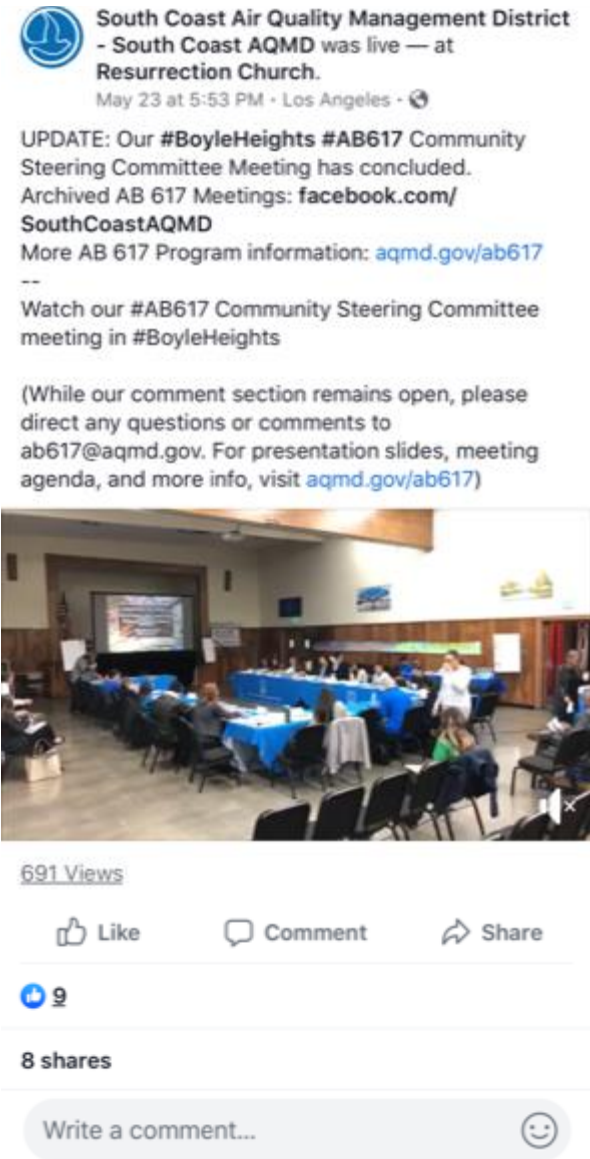 South Coast Air Quality Management District
- South Coast AQMD was live — at
Resurrection Church.
May 23 at 5:53 PM · Los Angeles ·
UPDATE: Our #BoyleHeights #AB617 Community
Steering Committee Meeting has concluded.
Archived AB 617 Meetings: facebook.com/
SouthCoastAQMD
More AB 617 Program information: aqmd.gov/ab617
--
Watch our #AB617 Community Steering Committee
meeting in #BoyleHeights
(While our comment section remains open, please
direct any questions or comments to
ab617@aqmd.gov. For presentation slides, meeting
agenda, and more info, visit aqmd.gov/ab617)
691 Views
Like Comment Share
9
8 shares
Write a comment...